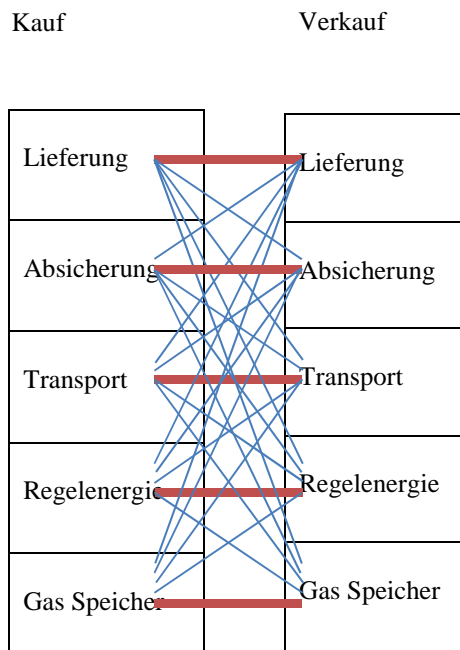 Kauf
Verkauf
Lieferung
Lieferung
Absicherung
Absicherung
Transport
Transport
Regelenergie
Regelenergie
Gas Speicher
Gas Speicher